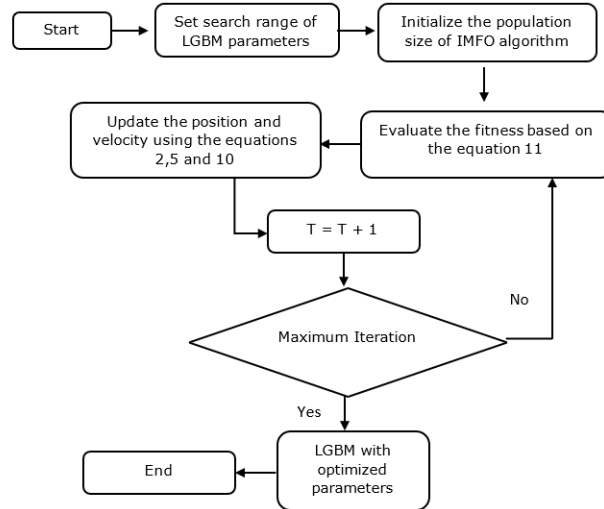 Start
Set search range of
LGBM parameters
Initialize the population
size of IMFO algorithm
Update the position and
velocity using the equations
2,5 and 10
Evaluate the fitness based on
the equation 11
T = T + 1
No
Maximum Iteration
Yes
LGBM with
optimized
parameters
End